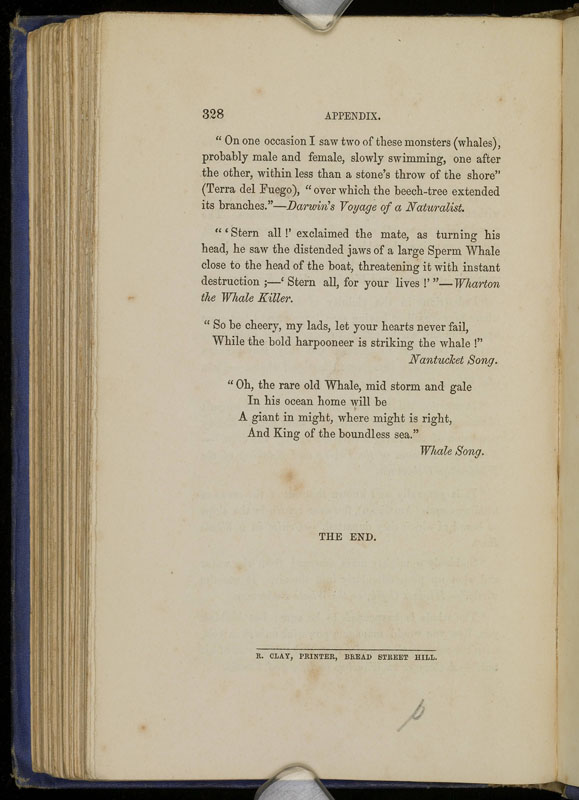 328 APPENDIX.
“ On one occasion I saw two of these monsters (whales),
probably male and female, slowly swimming, one after
the other, within less than a stone’s throw of the shore”
(Terra del Fuego), “ over which the beech-tree extended
its branches.”—Darwin’s Voyage of a Naturalist.
“ ‘ Stern all !’ exclaimed the mate, as turning his
head, he saw the distended jaws of a large Sperm Whale
close to the head of the boat, threatening it with instant
destruction ;—‘ Stern all, for your lives !’ ”—Wharton
the Whale Killer.
“ So be cheery, my lads, let your hearts never fail,
While the bold harpooneer is striking the whale !”
Nantucket Song.
“ Oh, the rare old Whale, mid storm and gale
In his ocean home will be
A giant in might, where might is right,
And King of the boundless sea.”
Whale Song.
THE END.
R. CLAY, PRINTER, BREAD STREET HILL.